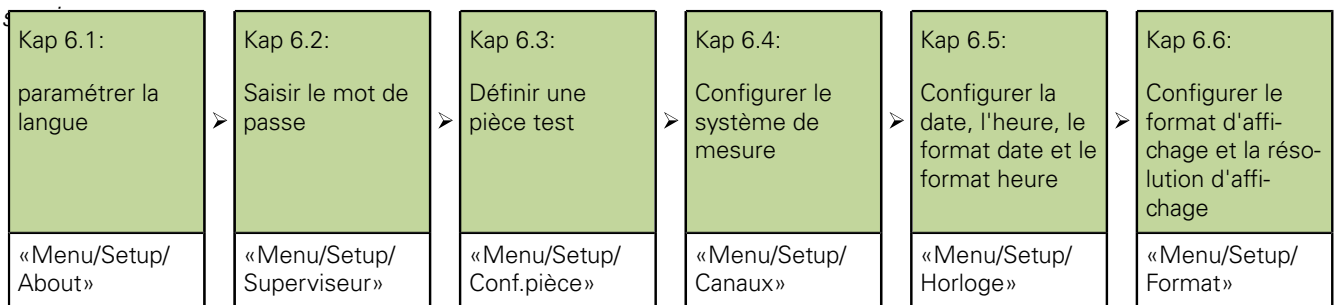 Kap 6.1:
paramétrer la
langue
«Menu/Setup/
About»
➢
Kap 6.2:
Saisir le mot de
passe
«Menu/Setup/
Superviseur»
➢
Kap 6.3:
Définir une
pièce test
«Menu/Setup/
Conf.pièce»
➢
Kap 6.4:
Configurer le
système de
mesure
«Menu/Setup/
Canaux»
➢
Kap 6.5:
Configurer la
date, l'heure, le
format date et le
format heure
«Menu/Setup/
Horloge»
➢
Kap 6.6:
Configurer le
format d'affi-
chage et la réso-
lution d'affi-
chage
«Menu/Setup/
Format»